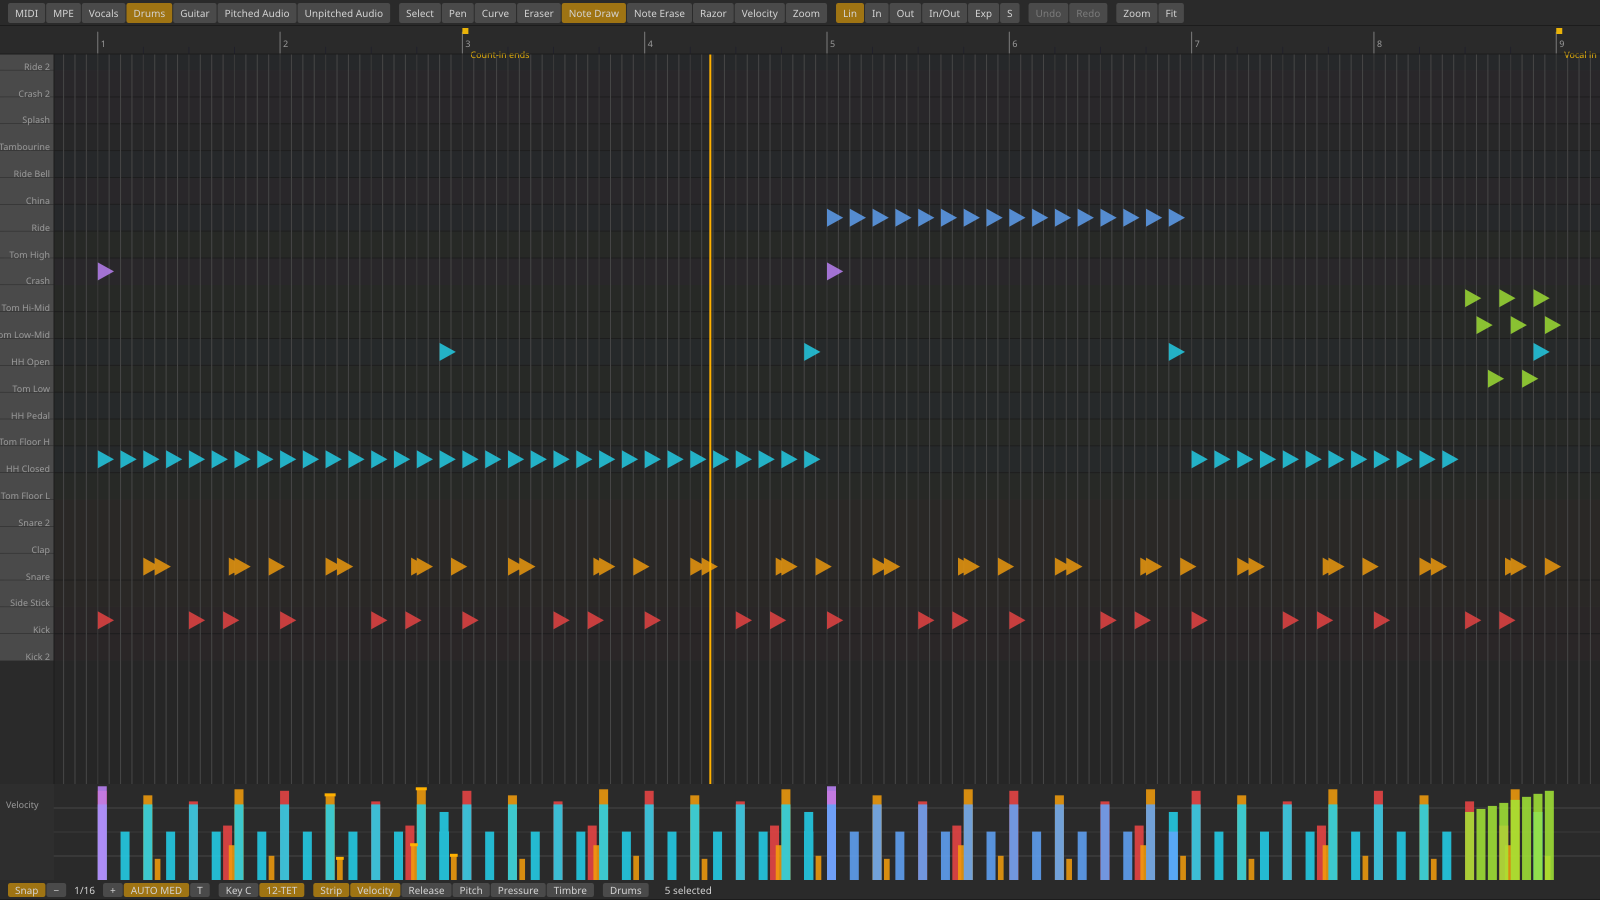 MIDI MPE Vocals Drums Guitar Pitched Audio Unpitched Audio Select Pen Curve Eraser Note Draw Note Erase Razor Velocity Zoom Lin In Out In/Out Exp S Undo Redo Zoom Fit
1 2 3 4 5 6 7 8 9
Count-in ends Vocal in
Ride 2
Crash 2
Splash
Tambourine
Ride Bell
China
Ride
Tom High
Crash
Tom Hi-Mid
om Low-Mid
HH Open
Tom Low
HH Pedal
Tom Floor H
HH Closed
Tom Floor L
Snare 2
Clap
Snare
Side Stick
Kick
Kick 2
Velocity
Snap − 1/16 + AUTO MED T Key C 12-TET Strip Velocity Release Pitch Pressure Timbre Drums 5 selected